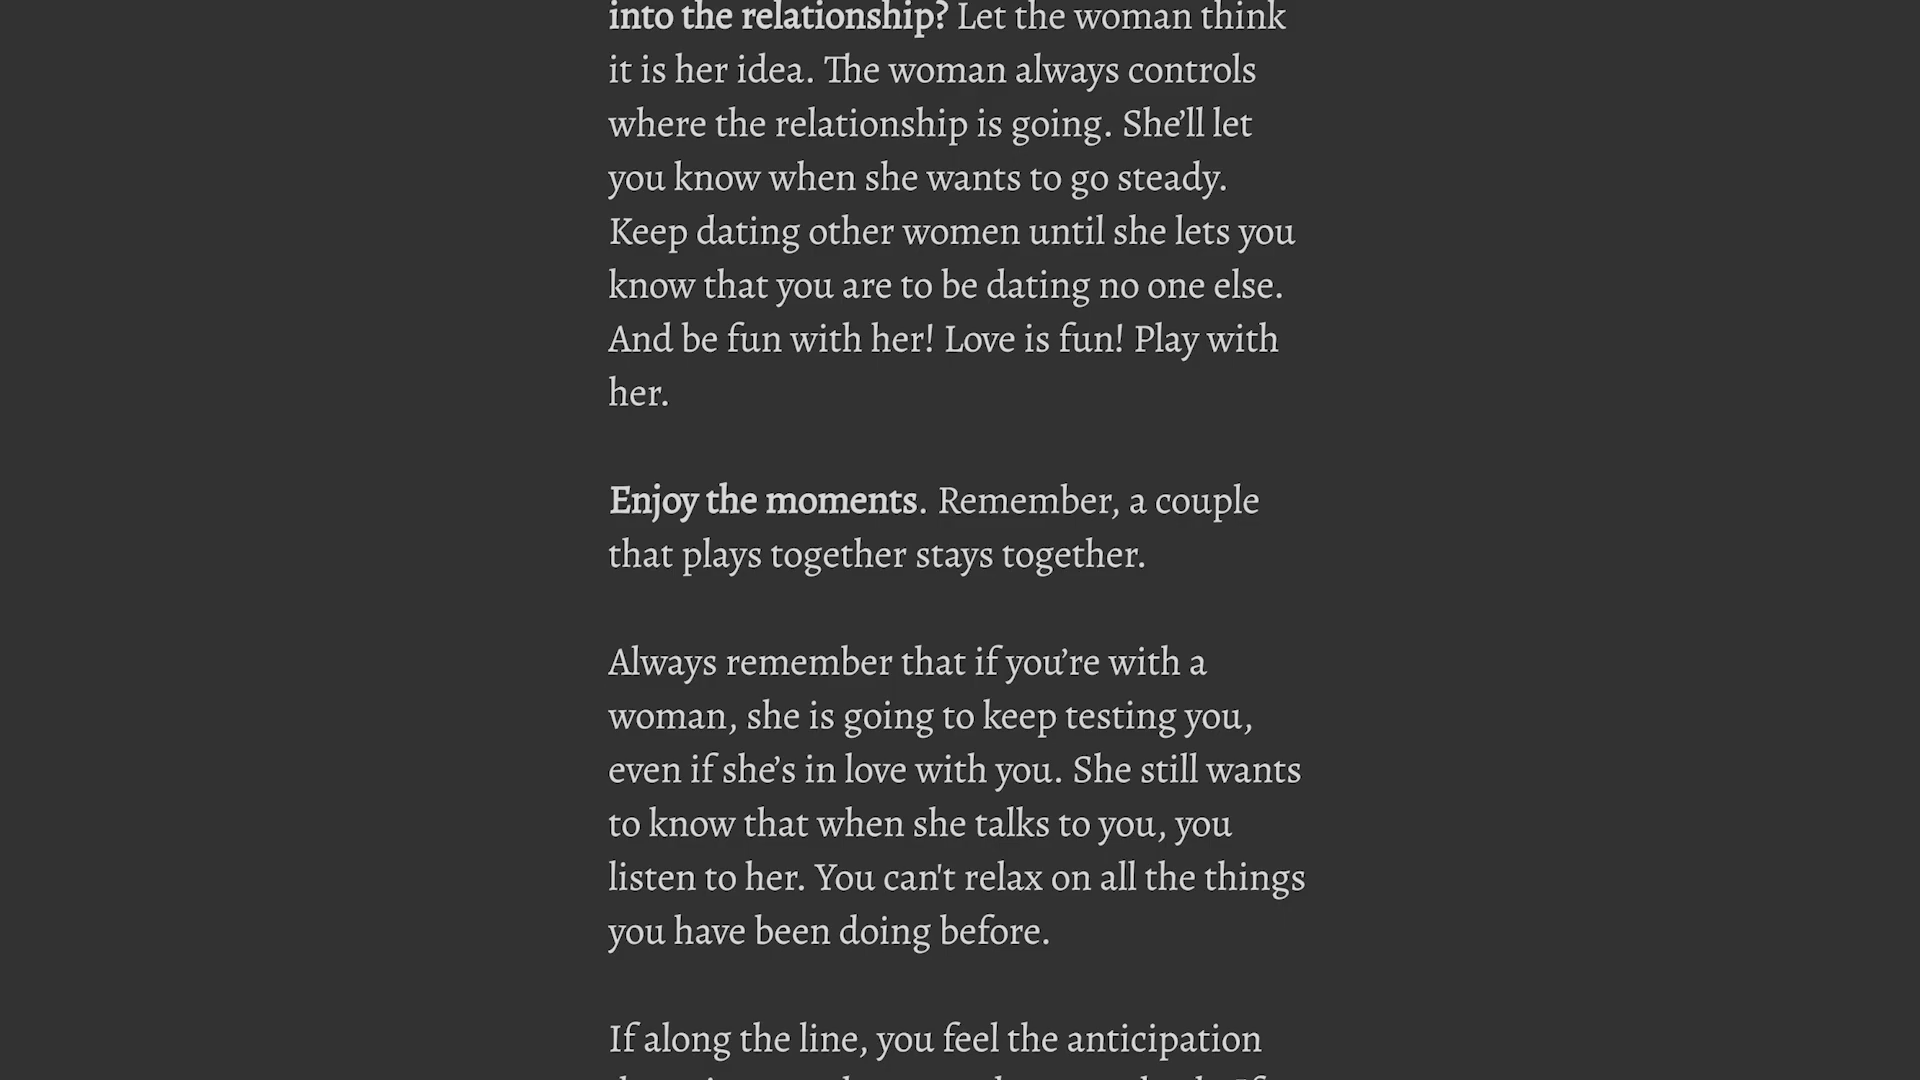 into the relationship? Let the woman think
it is her idea. The woman always controls
where the relationship is going. She’ll let
you know when she wants to go steady.
Keep dating other women until she lets you
know that you are to be dating no one else.
And be fun with her! Love is fun! Play with
her.
Enjoy the moments. Remember, a couple
that plays together stays together.
Always remember that if you’re with a
woman, she is going to keep testing you,
even if she’s in love with you. She still wants
to know that when she talks to you, you
listen to her. You can't relax on all the things
you have been doing before.
If along the line, you feel the anticipation